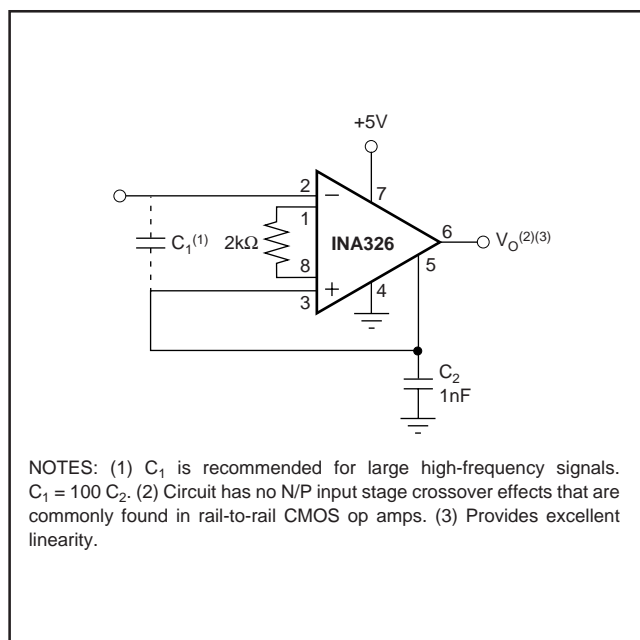 +5V
2
7
−
1
C1(1)
2kΩ
INA326
6
VO(2)(3)
5
8
+
4
3
C2
1nF
NOTES: (1) C1 is recommended for large high-frequency signals.
C1 = 100 C2. (2) Circuit has no N/P input stage crossover effects that are
commonly found in rail-to-rail CMOS op amps. (3) Provides excellent
linearity.